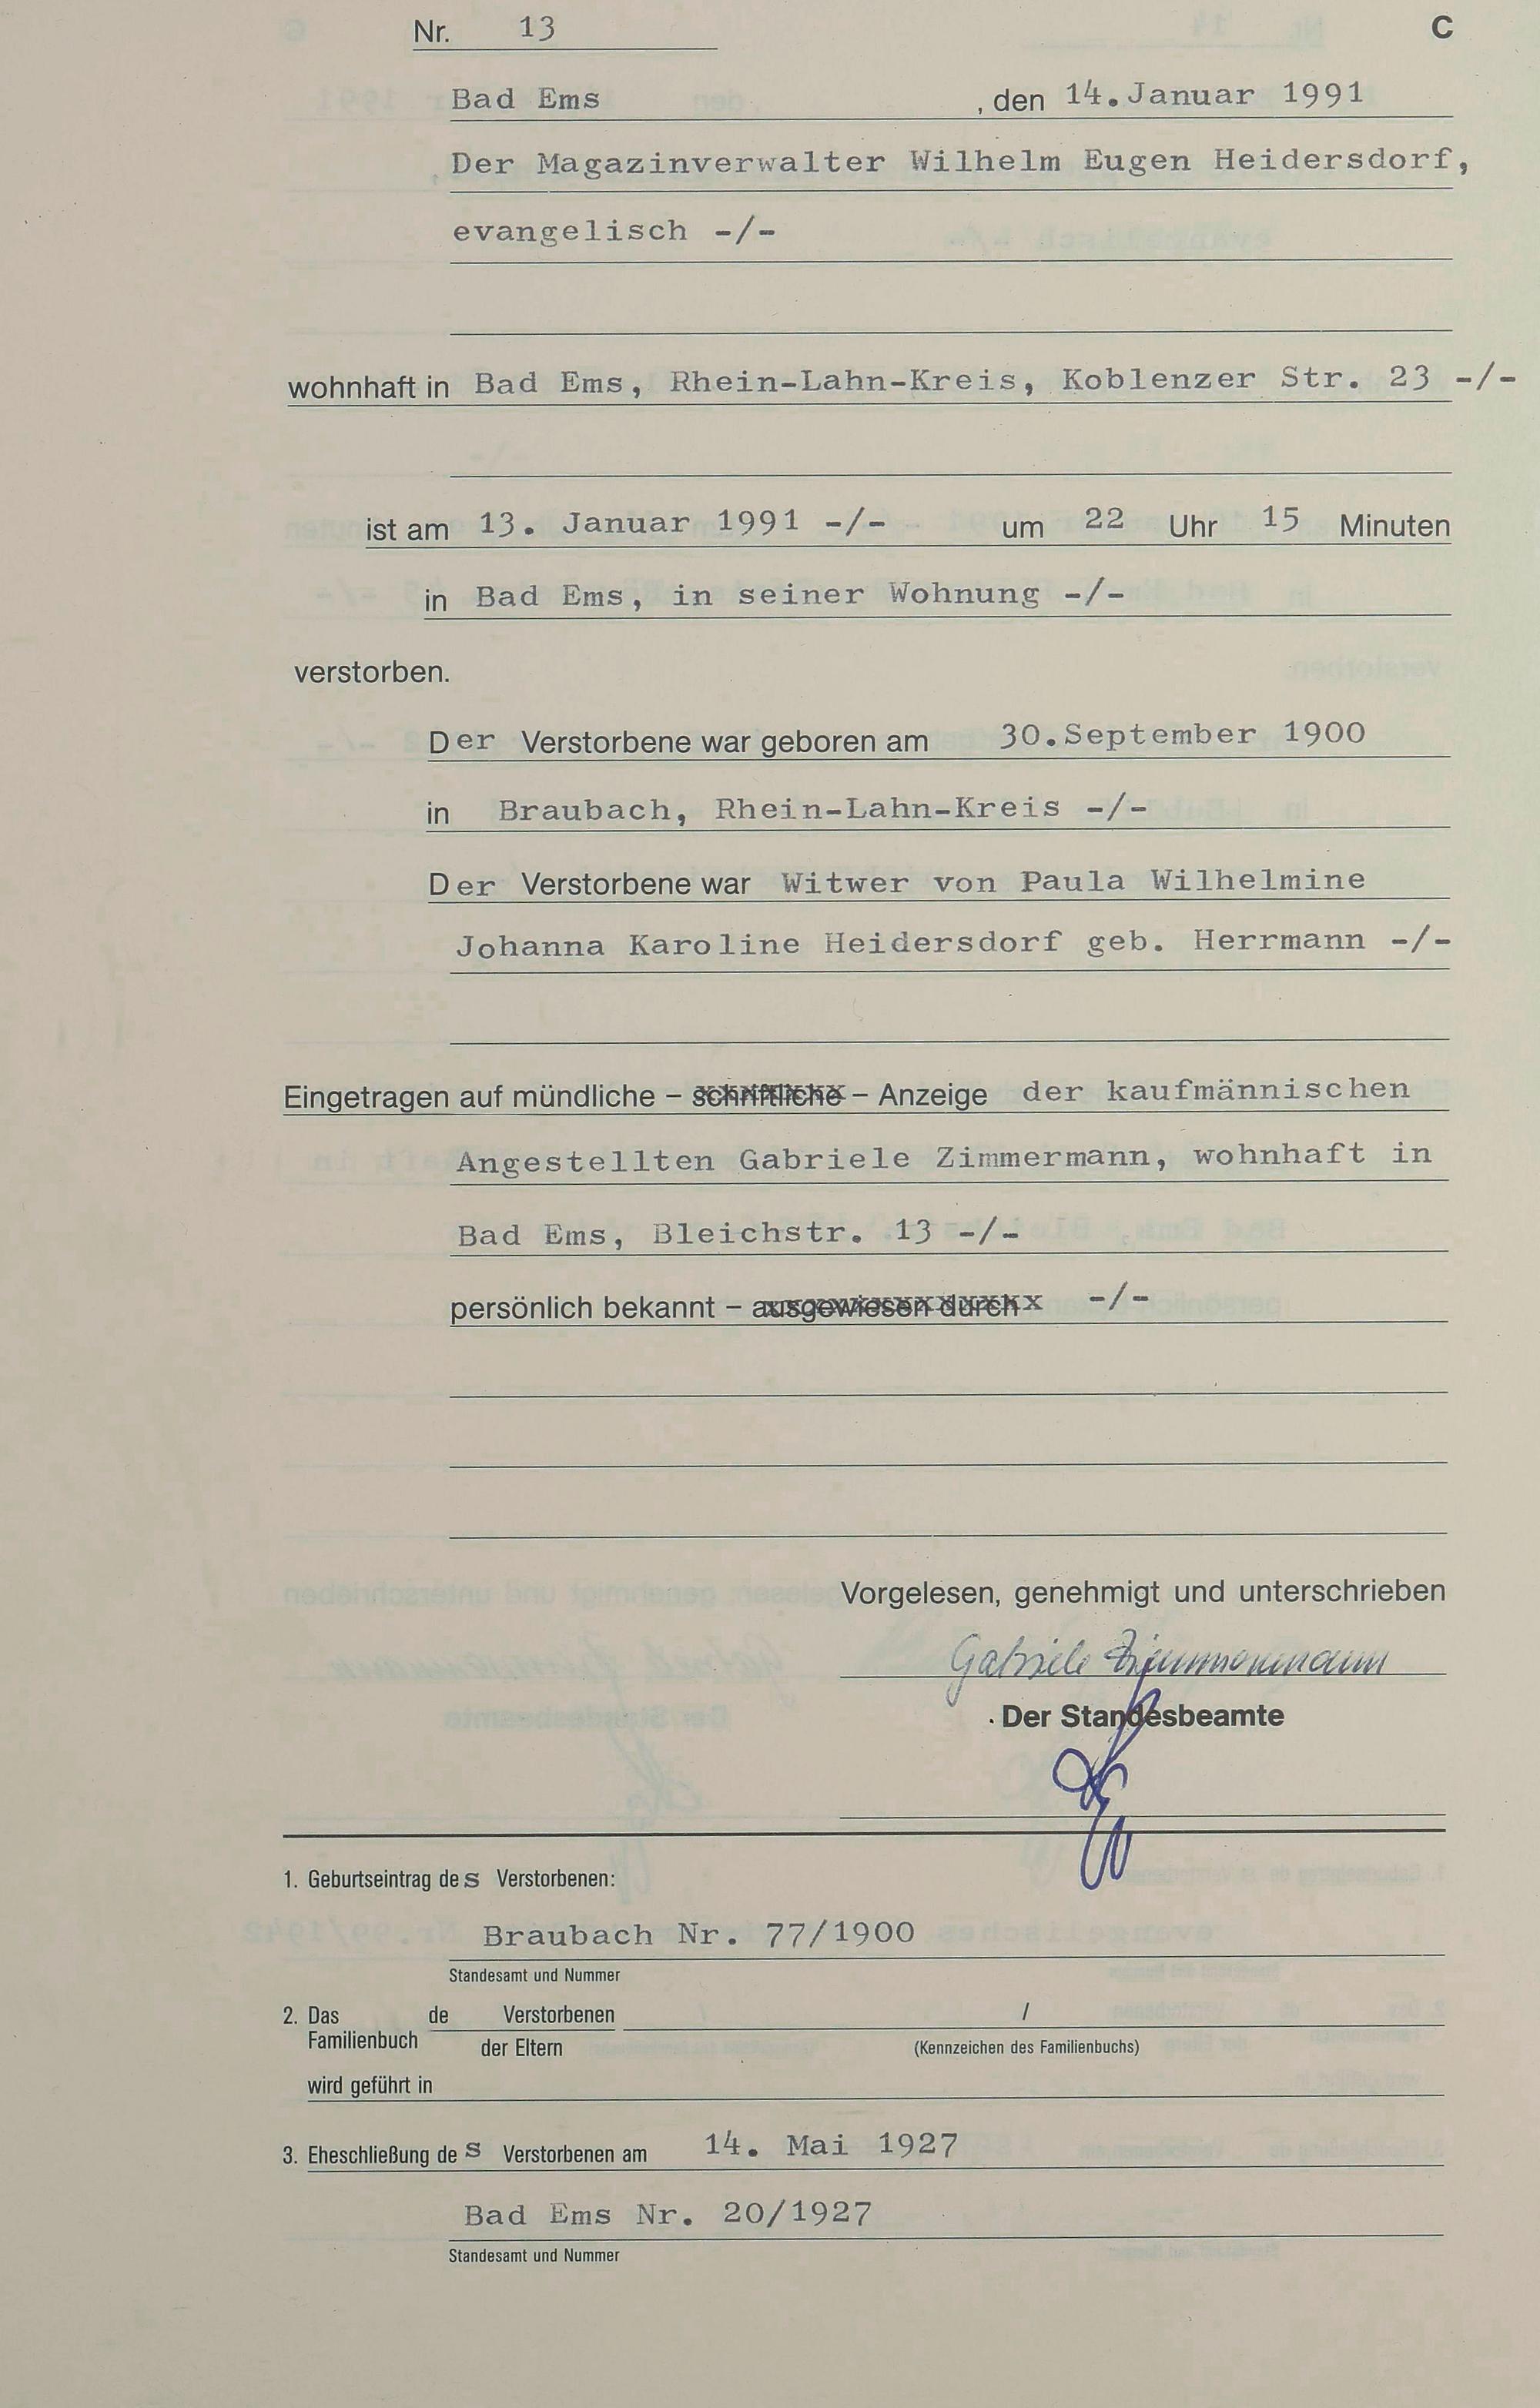 Nr. 13 C
Bad Ems , den 14.Januar 1991
Der Magazinverwalter Wilhelm Eugen Heidersdorf,
evangelisch -/-
wohnhaft in Bad Ems, Rhein-Lahn-Kreis, Koblenzer Str. 23 -/-
ist am 13. Januar 1991 -/- um 22 Uhr 15 Minuten
in Bad Ems, in seiner Wohnung -/-
verstorben.
Der Verstorbene war geboren am 30.September 1900
in Braubach, Rhein-Lahn-Kreis -/-
Der Verstorbene war Witwer von Paula Wilhelmine
Johanna Karoline Heidersdorf geb. Herrmann -/-
Eingetragen auf mündliche – schriftliche – Anzeige der kaufmännischen
Angestellten Gabriele Zimmermann, wohnhaft in
Bad Ems, Bleichstr. 13 -/-
persönlich bekannt – ausgewiesen durch -/-
Vorgelesen, genehmigt und unterschrieben
Gabriele Zimmermann
Der Standesbeamte
1. Geburtseintrag des Verstorbenen:
Braubach Nr. 77/1900
Standesamt und Nummer
2. Das de Verstorbenen /
Familienbuch der Eltern (Kennzeichen des Familienbuchs)
wird geführt in
3. Eheschließung des Verstorbenen am 14. Mai 1927
Bad Ems Nr. 20/1927
Standesamt und Nummer